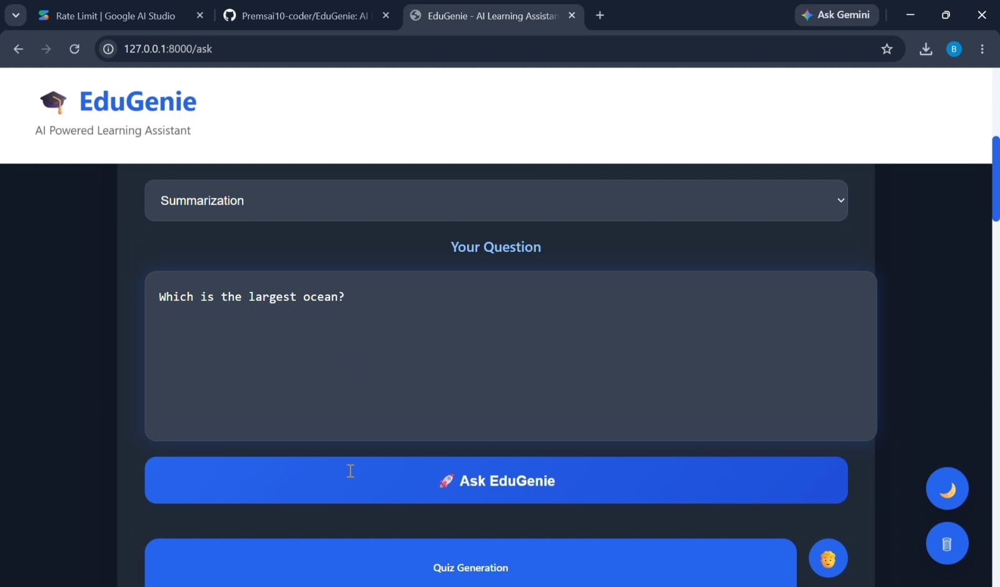 Rate Limit | Google AI Studio
Premsai10-coder/EduGenie: AI
EduGenie - AI Learning Assistan
Ask Gemini
127.0.0.1:8000/ask
B
EduGenie
AI Powered Learning Assistant
Summarization
Your Question
Which is the largest ocean?
Ask EduGenie
Quiz Generation